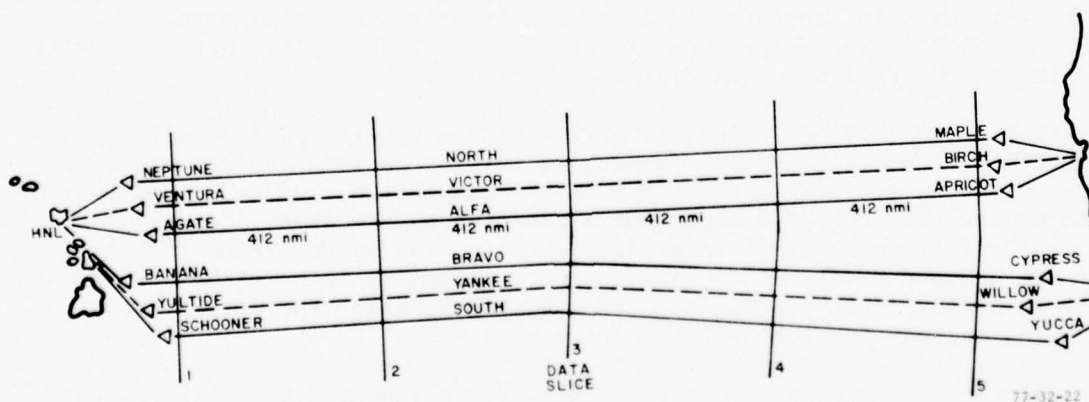 MAPLE
NORTH
NEPTUNE
BIRCH
VICTOR
VENTURA
APRICOT
ALFA
HNL
AGATE
412 nmi
412 nmi
412 nmi
412 nmi
BRAVO
CYPRESS
BANANA
YANKEE
WILLOW
YULTIDE
SOUTH
SCHOONER
YUCCA
1
2
3
4
5
DATA
SLICE
77-32-22